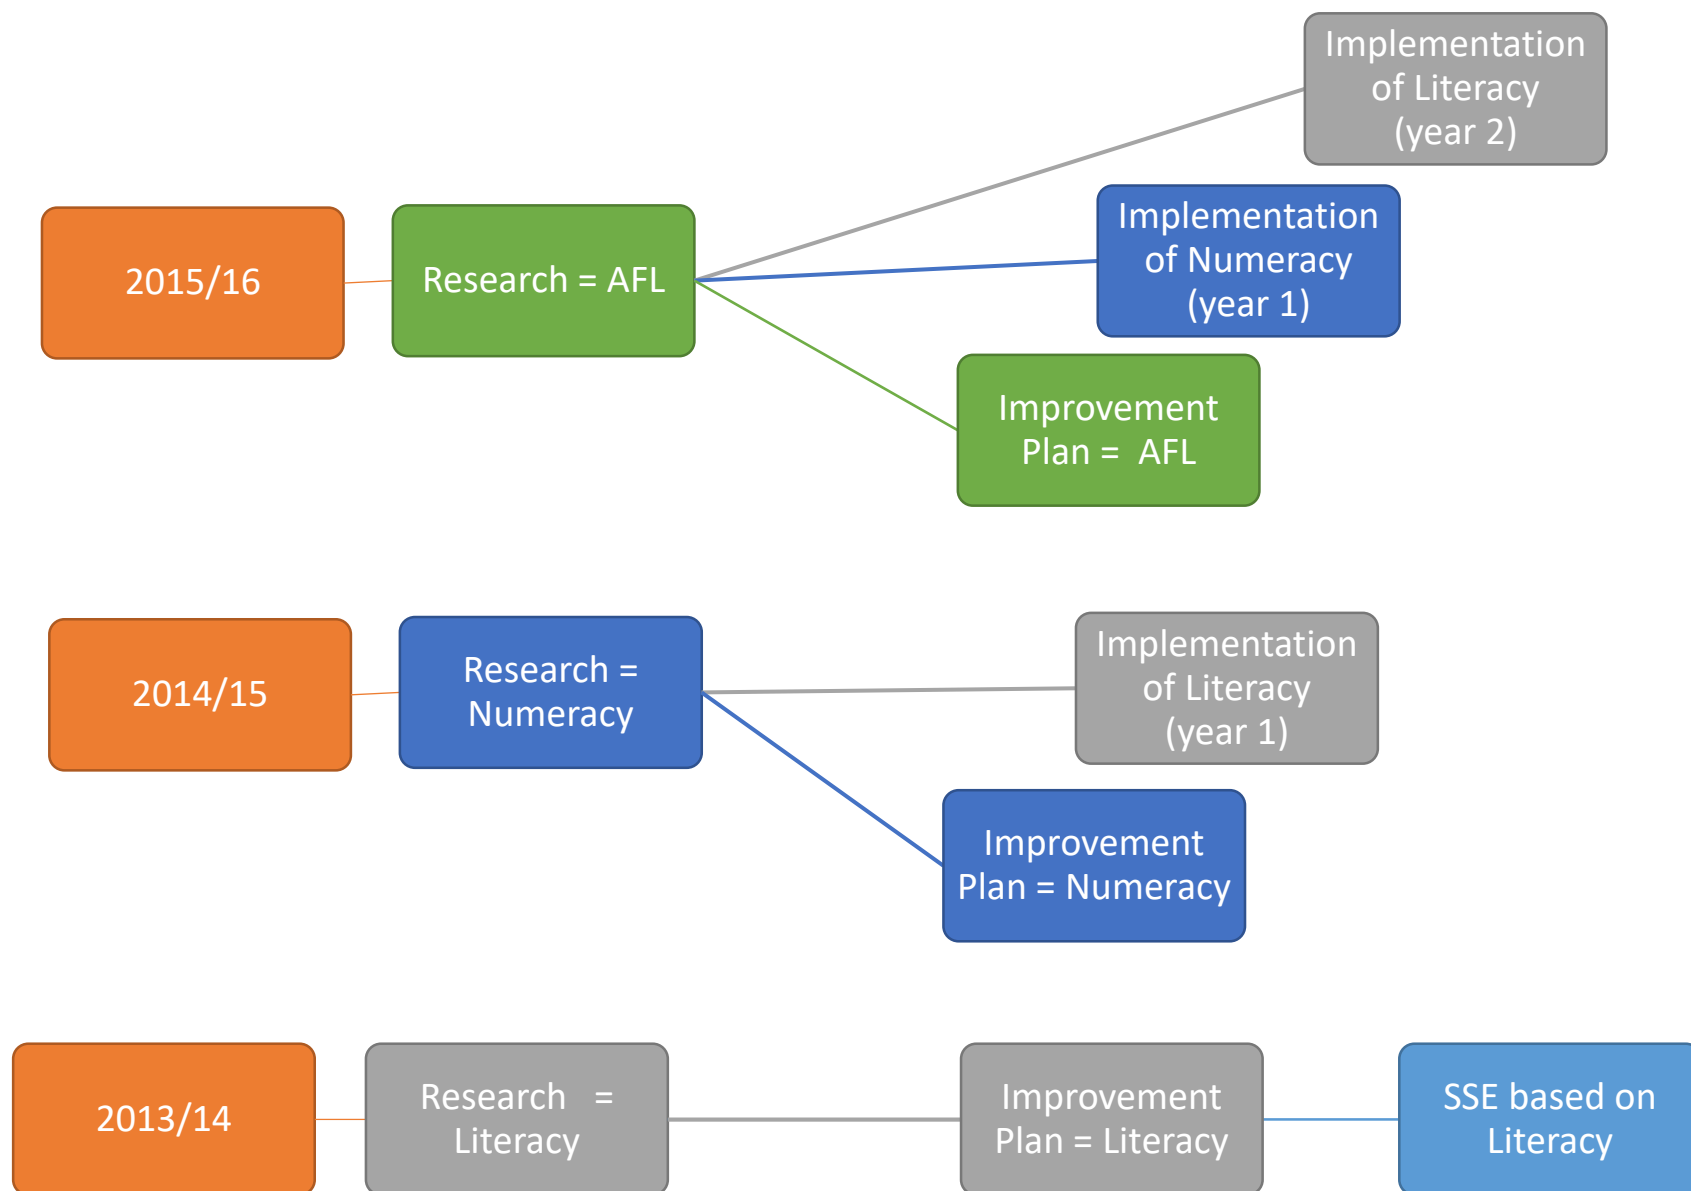 Implementation
of Literacy
(year 2)
2015/16
Research = AFL
Implementation
of Numeracy
(year 1)
Improvement
Plan =  AFL
2014/15
Research =
Numeracy
Implementation
of Literacy
(year 1)
Improvement
Plan = Numeracy
2013/14
Research   =
Literacy
Improvement
Plan = Literacy
SSE based on
Literacy